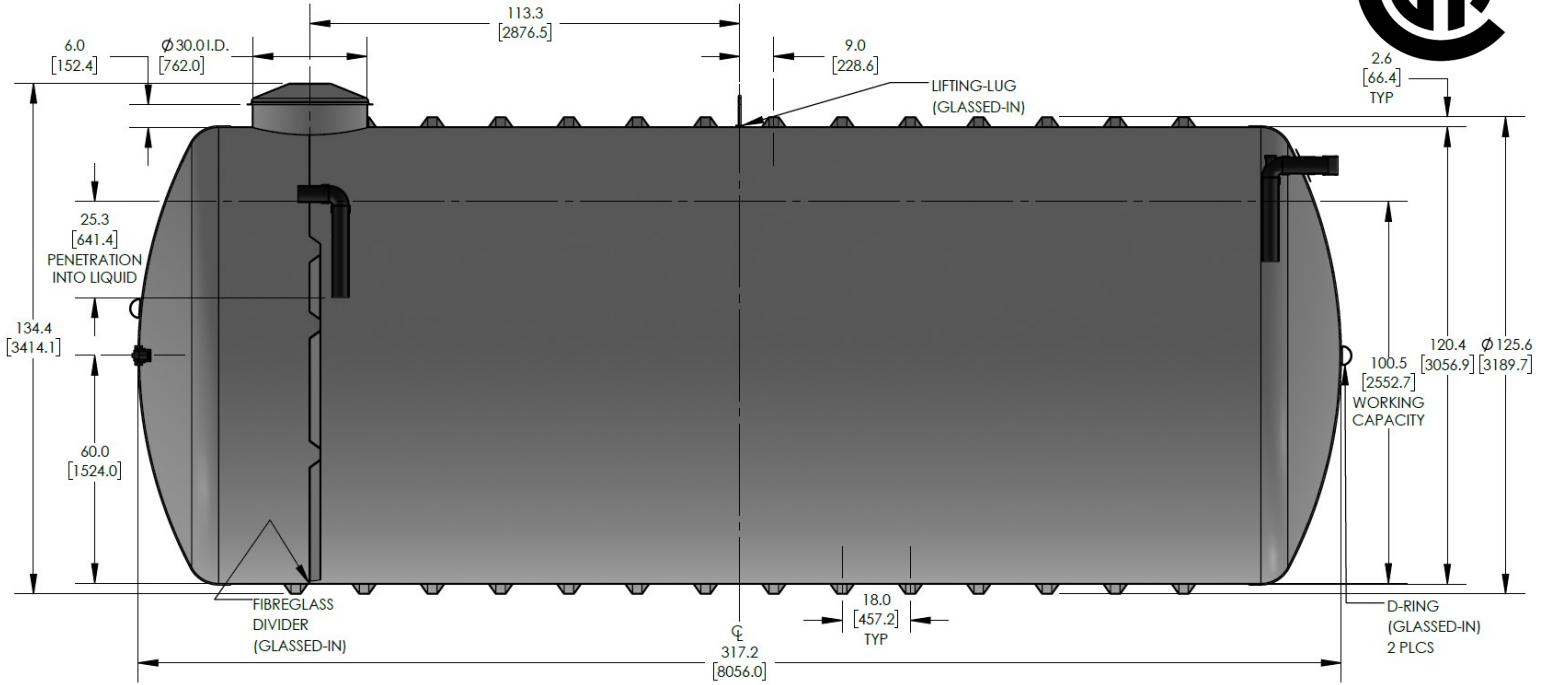 113.3
[2876.5]
6.0
[152.4]
Ø30.0 I.D.
[762.0]
9.0
[228.6]
2.6
[66.4]
TYP
LIFTING-LUG
(GLASSED-IN)
25.3
[641.4]
PENETRATION
INTO LIQUID
134.4
[3414.1]
120.4
[3056.9]
Ø125.6
[3189.7]
100.5
[2552.7]
WORKING
CAPACITY
60.0
[1524.0]
FIBREGLASS
DIVIDER
(GLASSED-IN)
18.0
[457.2]
TYP
D-RING
(GLASSED-IN)
2 PLCS
℄
317.2
[8056.0]